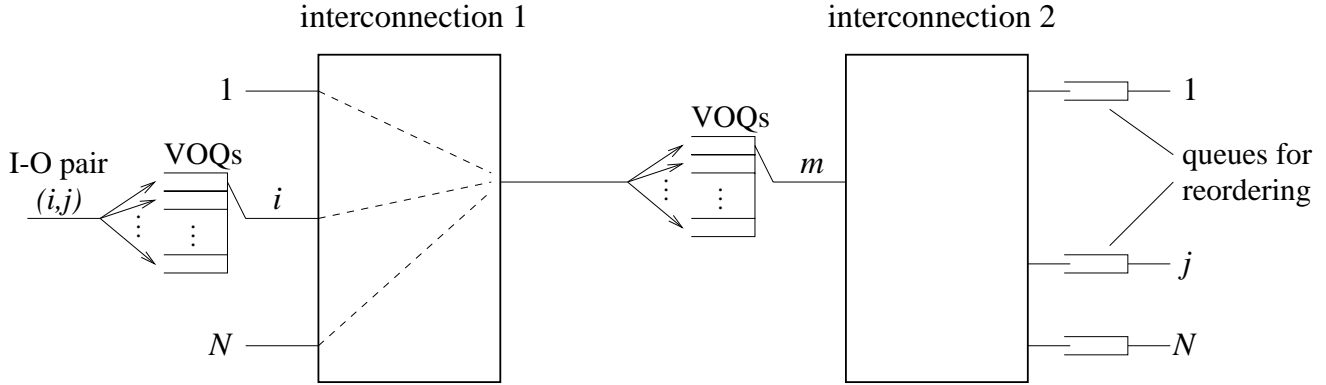 interconnection 1
interconnection 2
1
1
VOQs
I-O pair
VOQs
m
queues for
(i,j)
i
reordering
⋮
⋮
⋮
⋮
j
N
N